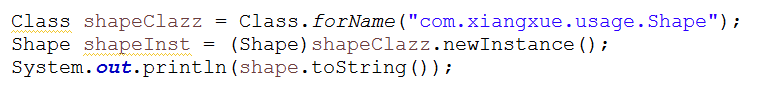 Class shapeClazz = Class.forName("com.xiangxue.usage.Shape");
Shape shapeInst = (Shape)shapeClazz.newInstance();
System.out.println(shape.toString());